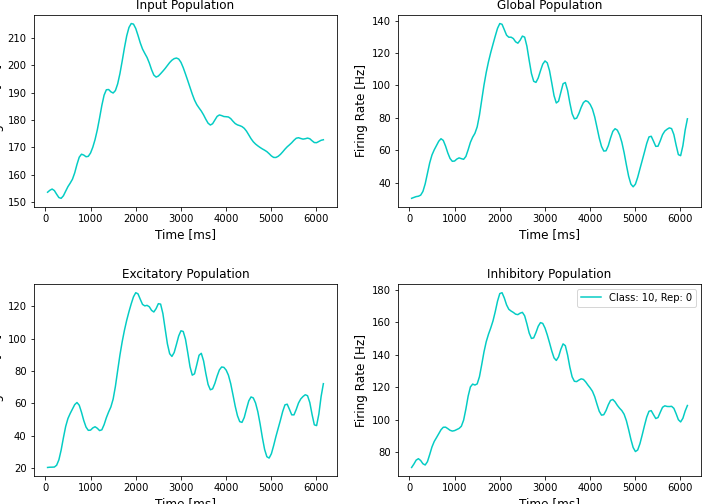 Input Population
Global Population
210
200
190
180
170
160
150
0 1000 2000 3000 4000 5000 6000
Time [ms]
Firing Rate [Hz]
140
120
100
80
60
40
0 1000 2000 3000 4000 5000 6000
Time [ms]
Excitatory Population
Inhibitory Population
120
100
80
60
40
20
0 1000 2000 3000 4000 5000 6000
Time [ms]
Firing Rate [Hz]
180
160
140
120
100
80
Class: 10, Rep: 0
0 1000 2000 3000 4000 5000 6000
Time [ms]